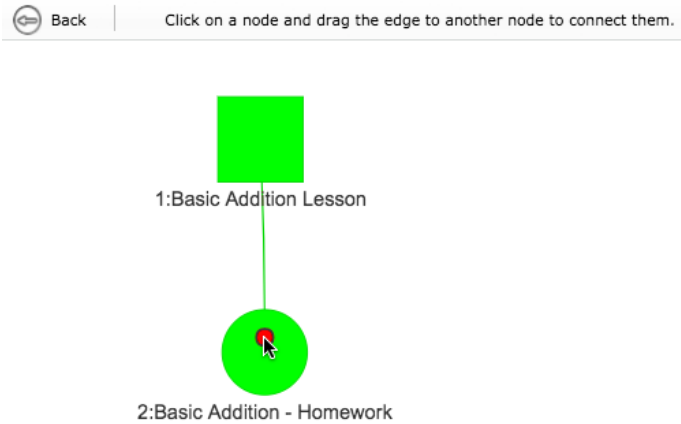 Back
Click on a node and drag the edge to another node to connect them.
1:Basic Addition Lesson
2:Basic Addition - Homework